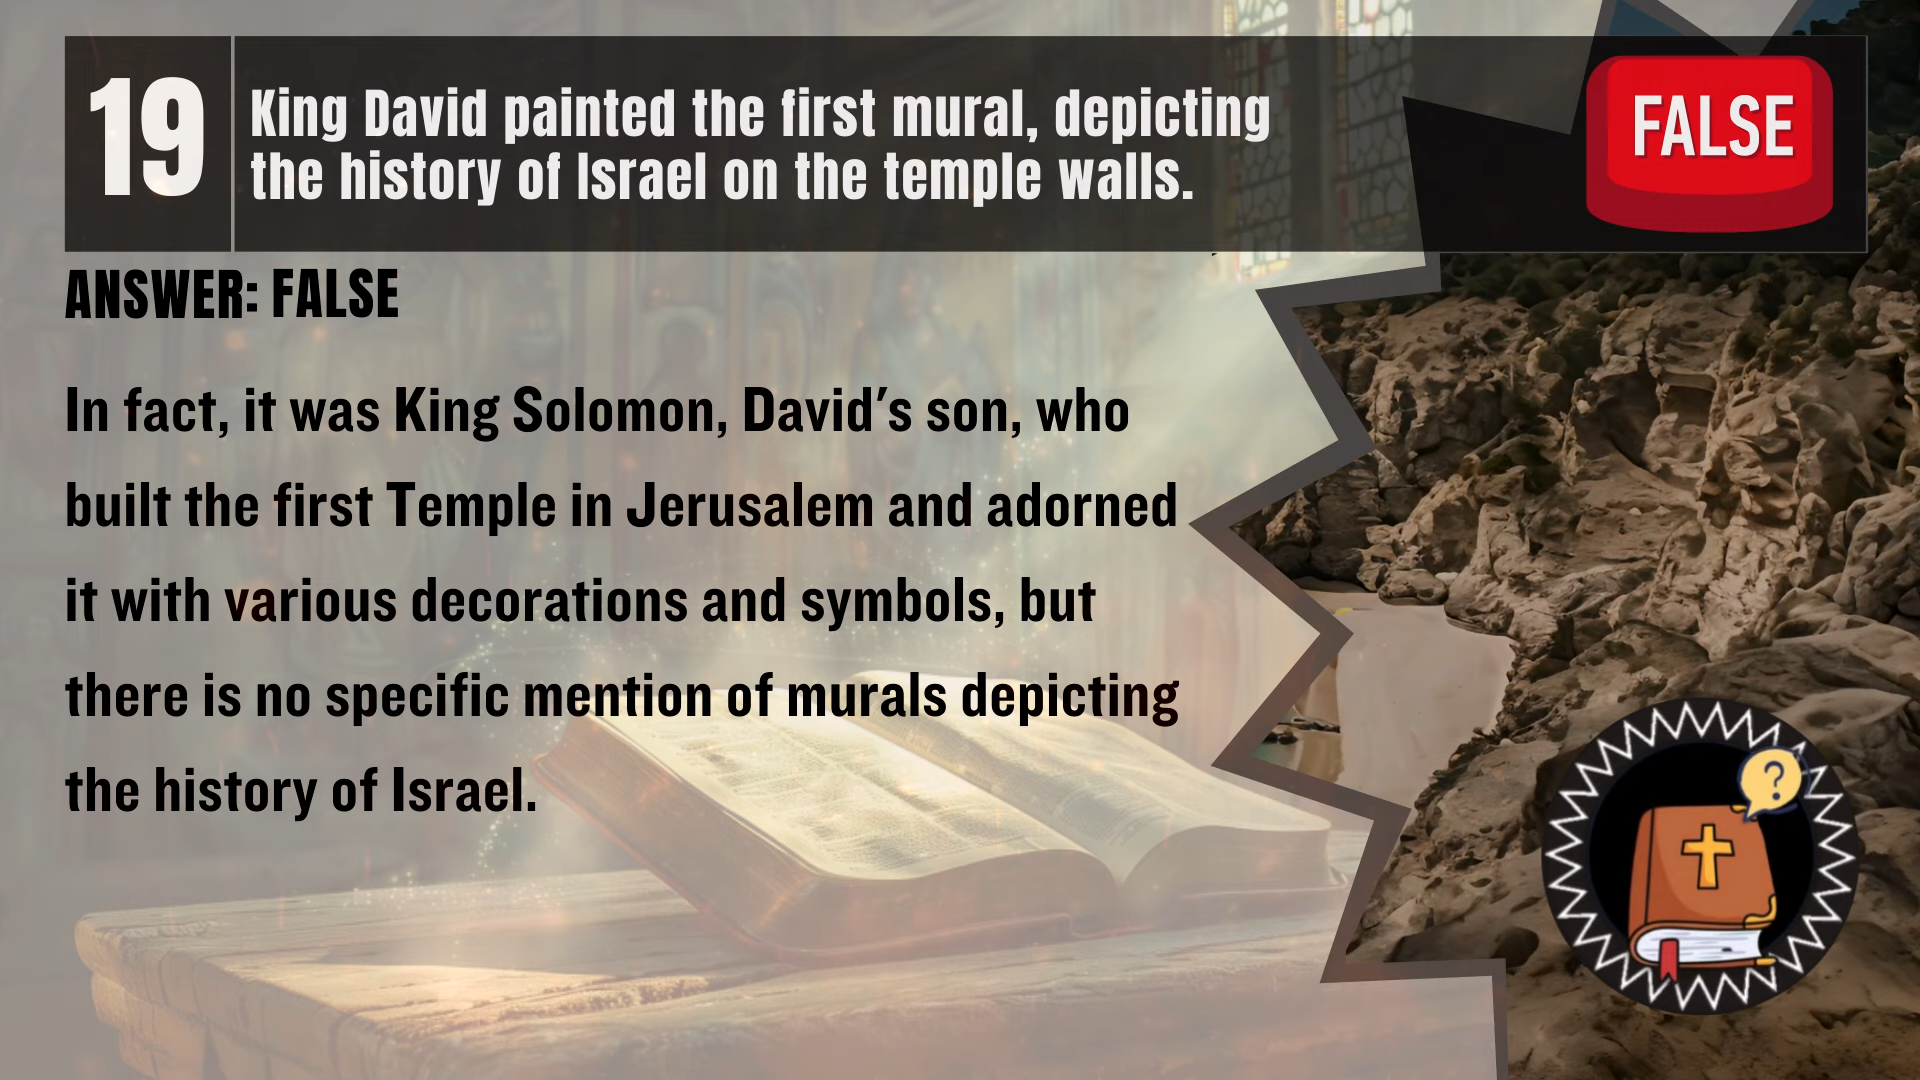 19
King David painted the first mural, depicting
the history of Israel on the temple walls.
FALSE
ANSWER: FALSE
In fact, it was King Solomon, David's son, who
built the first Temple in Jerusalem and adorned
it with various decorations and symbols, but
there is no specific mention of murals depicting
the history of Israel.
?